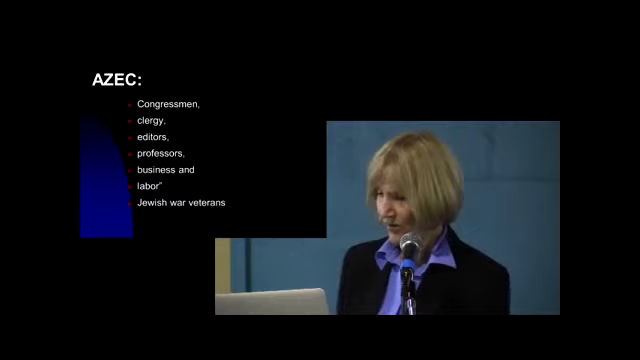 AZEC:
Congressmen,
clergy,
editors,
professors,
business and
labor”
Jewish war veterans